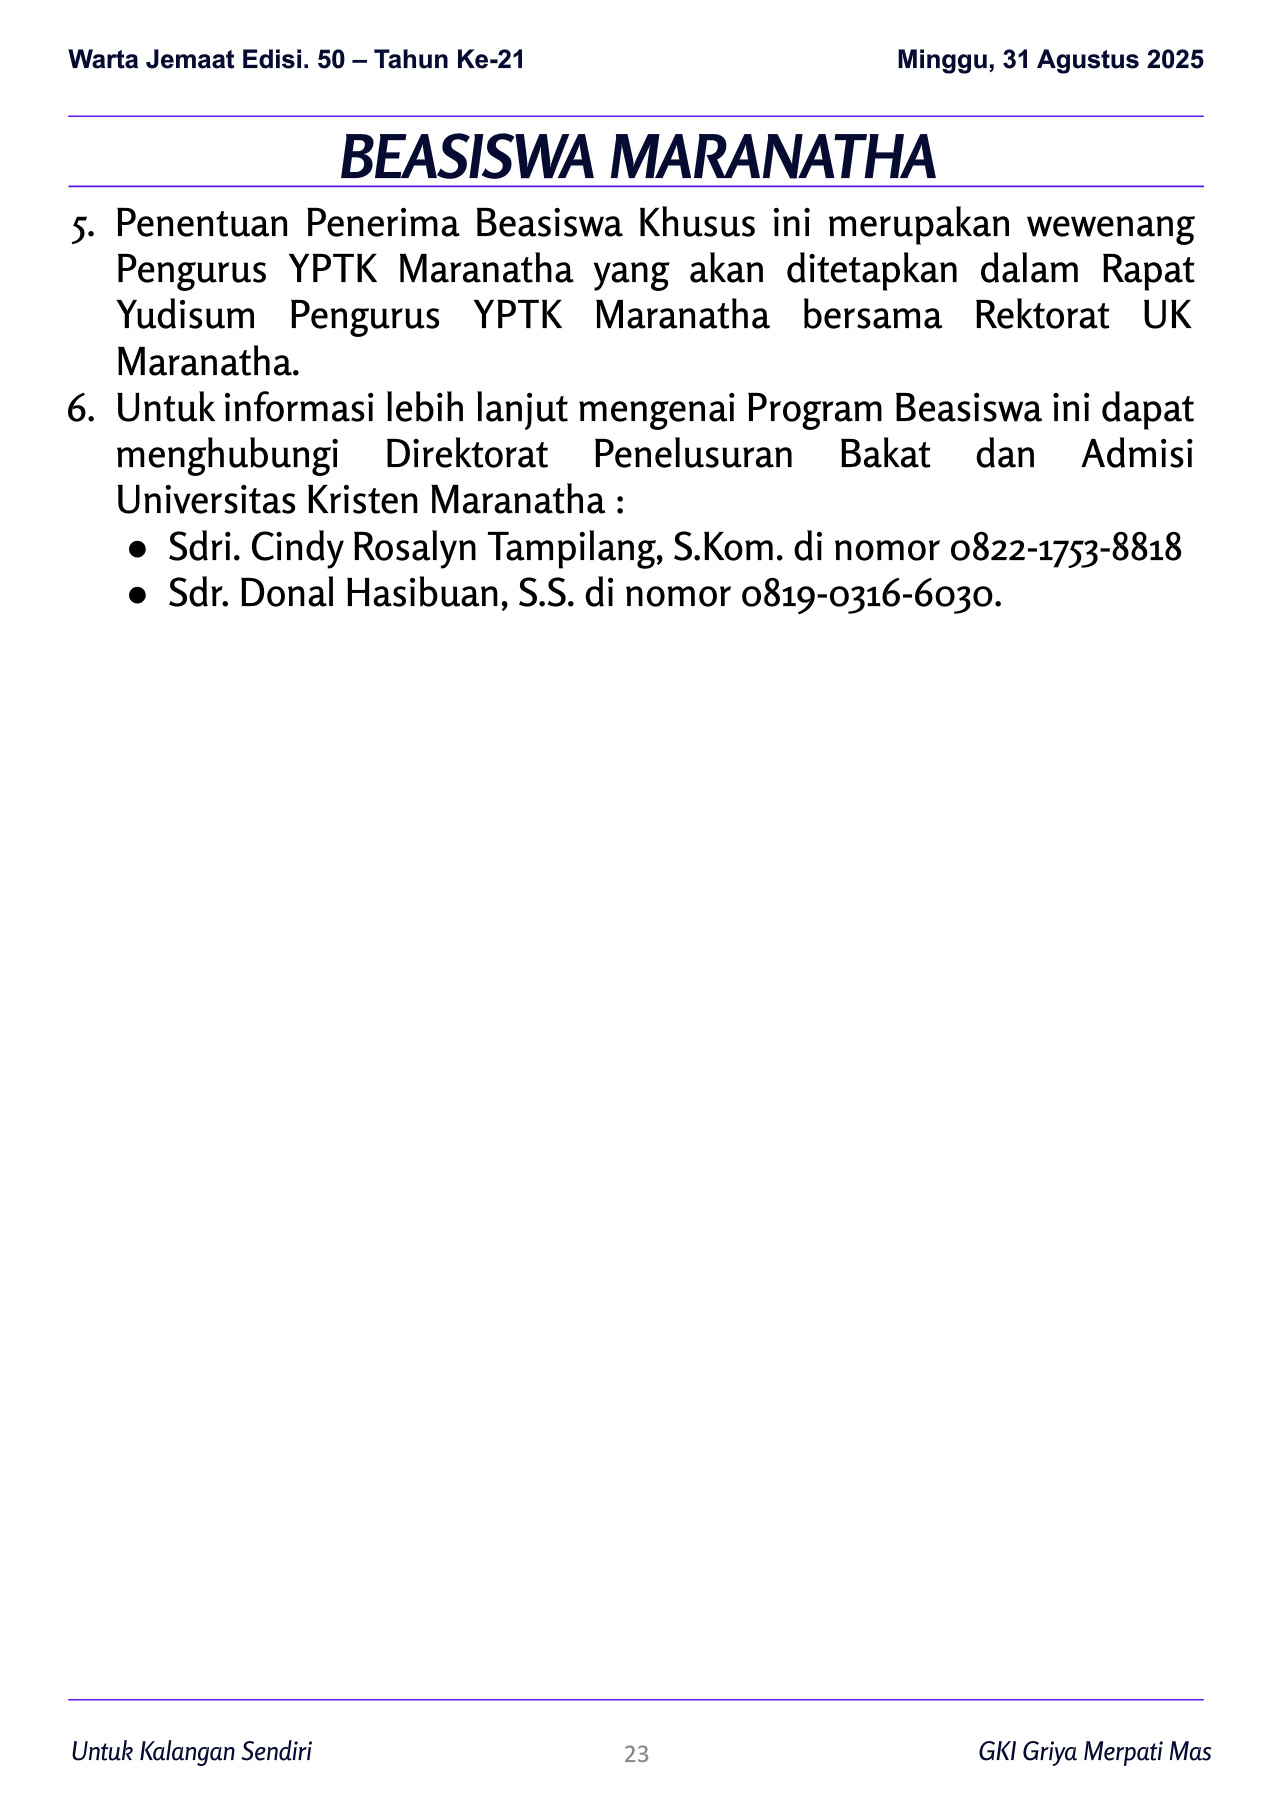 Warta Jemaat Edisi. 50 – Tahun Ke-21
Minggu, 31 Agustus 2025
BEASISWA MARANATHA
5. Penentuan Penerima Beasiswa Khusus ini merupakan wewenang
Pengurus YPTK Maranatha yang akan ditetapkan dalam Rapat
Yudisum Pengurus YPTK Maranatha bersama Rektorat UK
Maranatha.
6. Untuk informasi lebih lanjut mengenai Program Beasiswa ini dapat
menghubungi Direktorat Penelusuran Bakat dan Admisi
Universitas Kristen Maranatha :
● Sdri. Cindy Rosalyn Tampilang, S.Kom. di nomor 0822-1753-8818
● Sdr. Donal Hasibuan, S.S. di nomor 0819-0316-6030.
Untuk Kalangan Sendiri
23
GKI Griya Merpati Mas